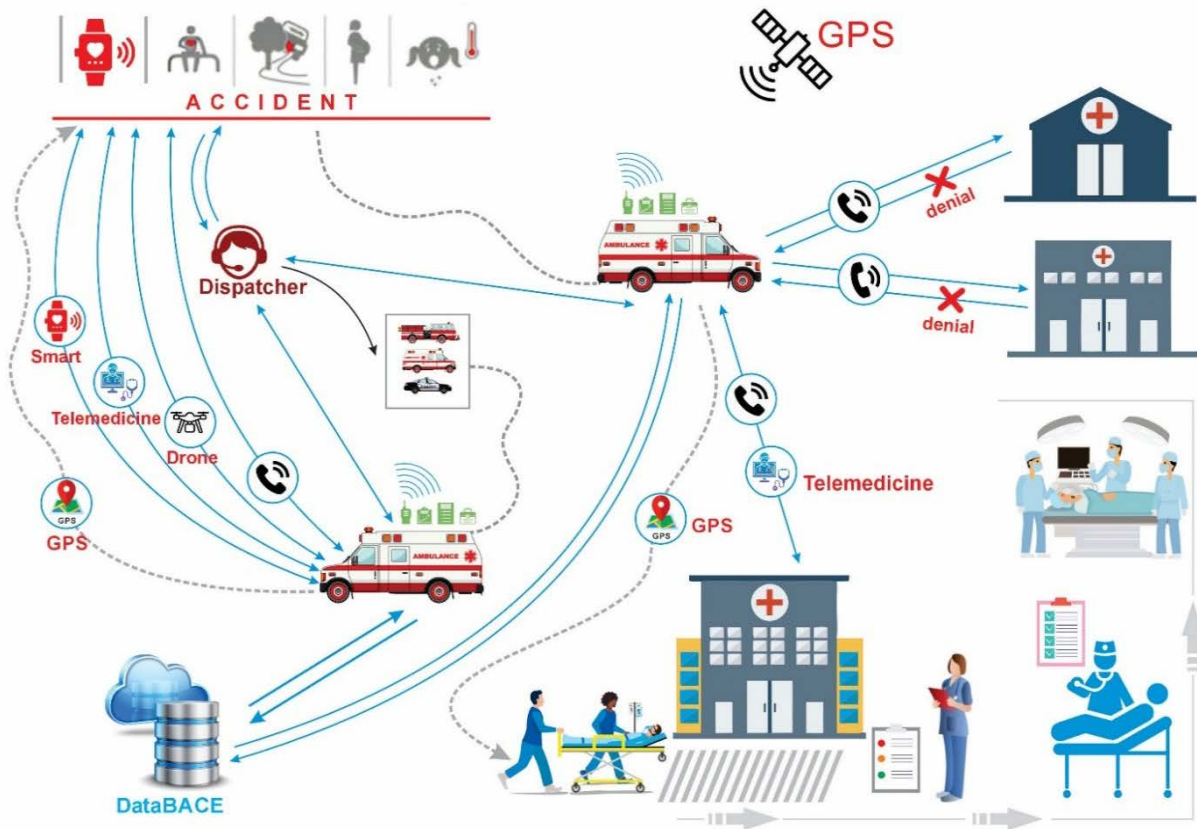 GPS
ACCIDENT
denial
Dispatcher
AMBULANCE
denial
Smart
Telemedicine
Drone
GPS
GPS
AMBULANCE
Telemedicine
GPS
GPS
DataBACE